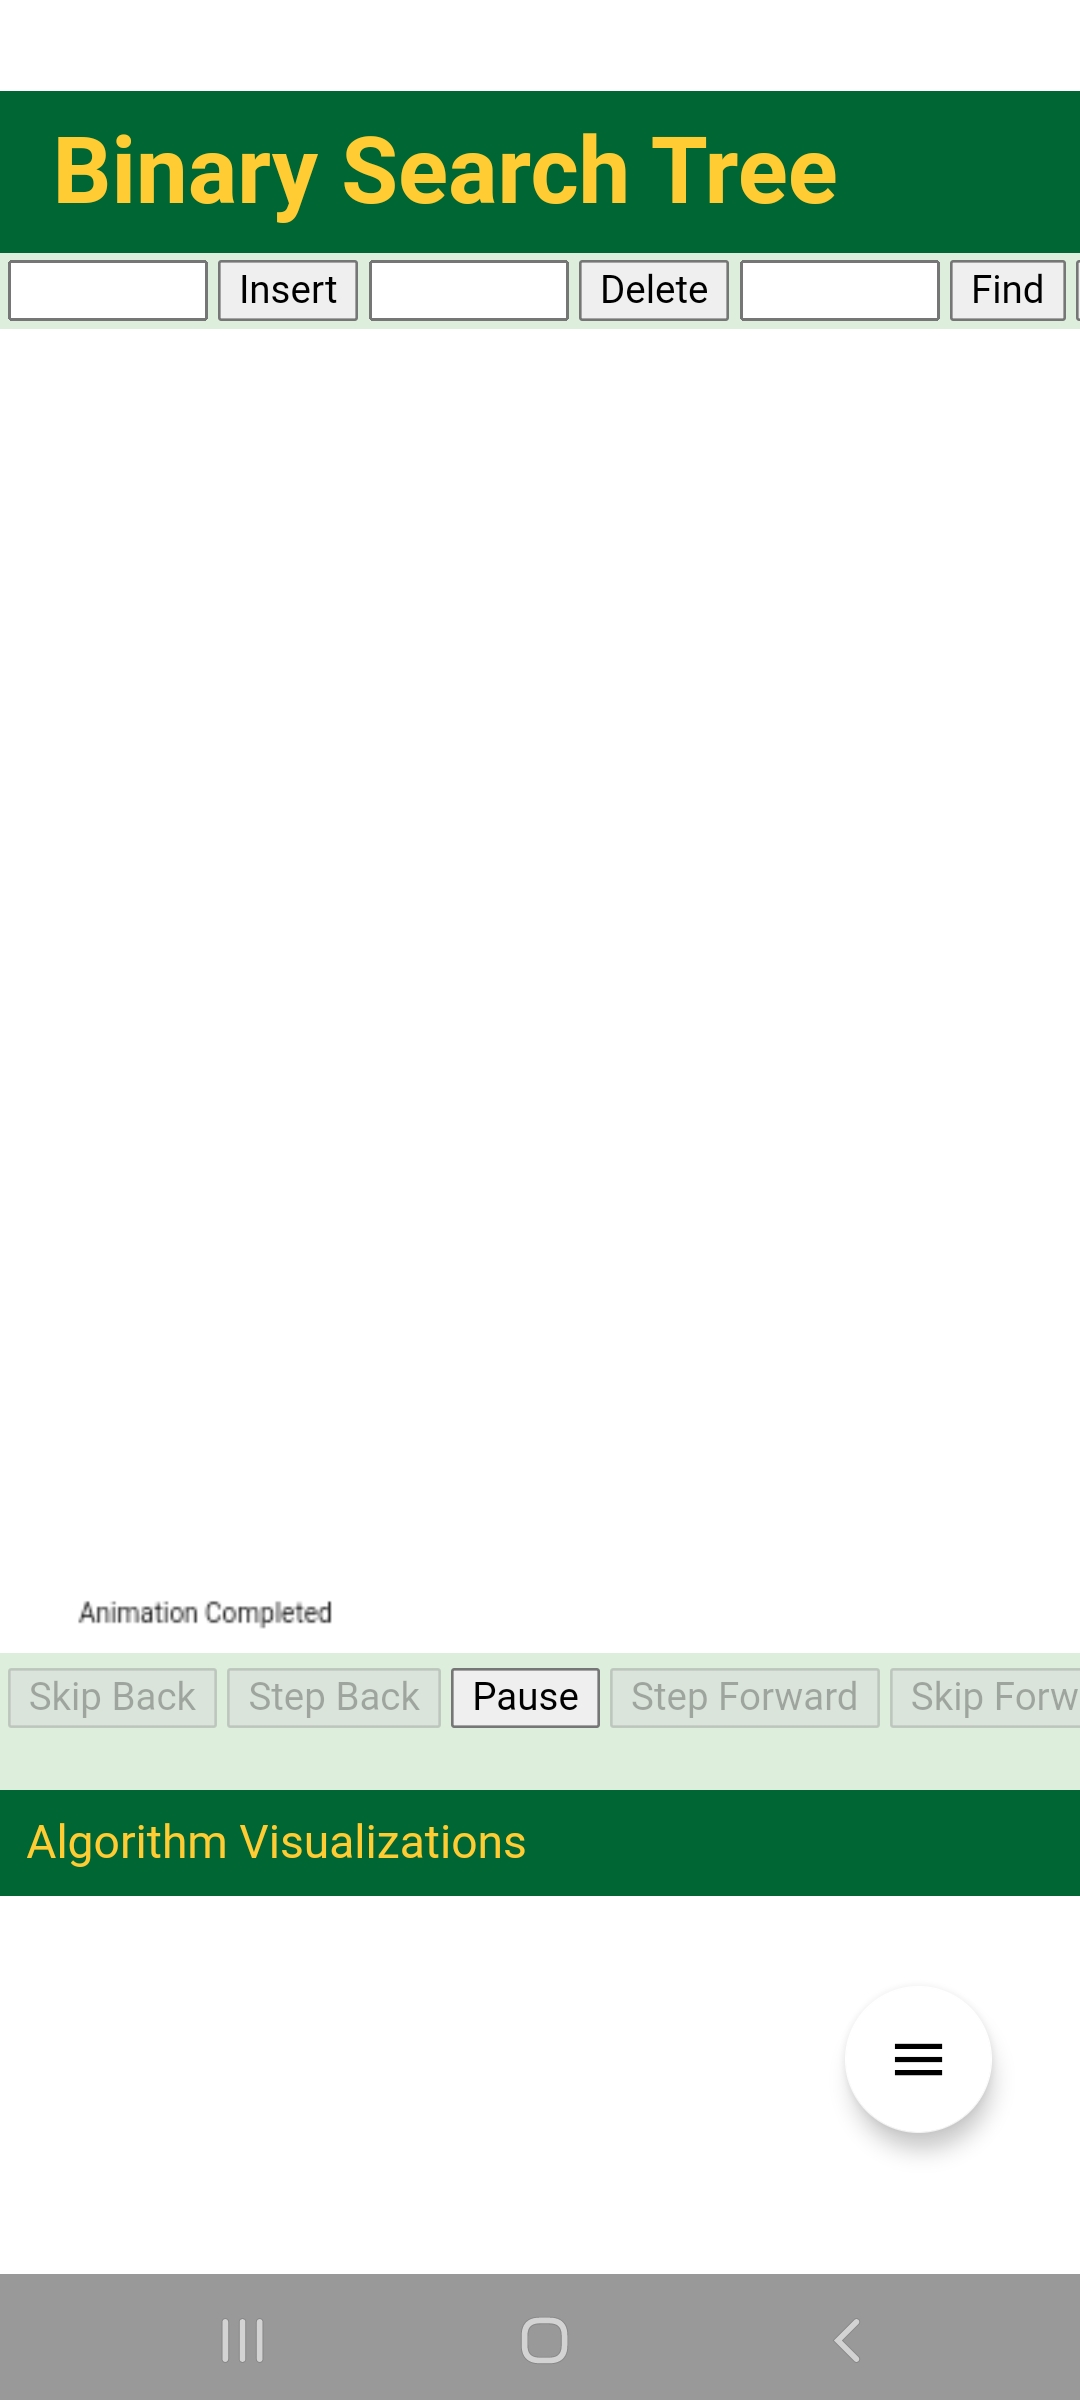 Binary Search Tree
Insert Delete Find
Animation Completed
Skip Back Step Back Pause Step Forward Skip Forw
Algorithm Visualizations